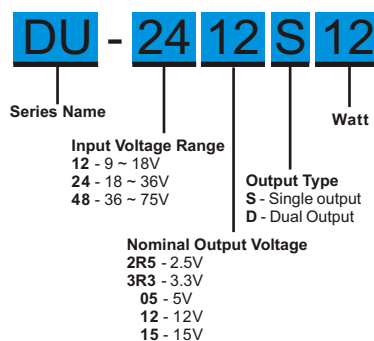 DU - 24 12 S 12
Series Name
Watt
Input Voltage Range
12 - 9 ~ 18V
24 - 18 ~ 36V
48 - 36 ~ 75V
Output Type
S - Single output
D - Dual Output
Nominal Output Voltage
2R5 - 2.5V
3R3 - 3.3V
05 - 5V
12 - 12V
15 - 15V